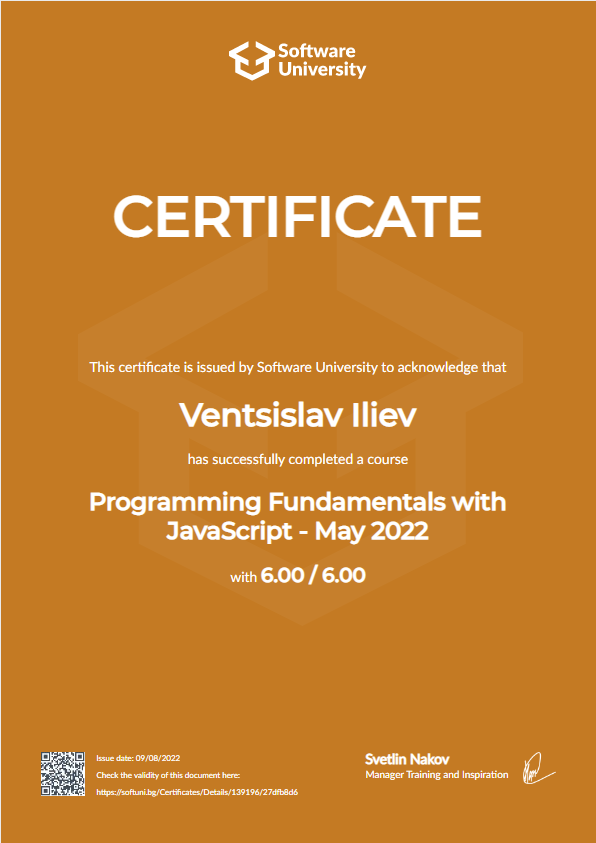 Software
University
CERTIFICATE
This certificate is issued by Software University to acknowledge that
Ventsislav Iliev
has successfully completed a course
Programming Fundamentals with
JavaScript - May 2022
with 6.00 / 6.00
Issue date: 09/08/2022
Check the validity of this document here:
https://softuni.bg/Certificates/Details/139196/27dfb8d6
Svetlin Nakov
Manager Training and Inspiration